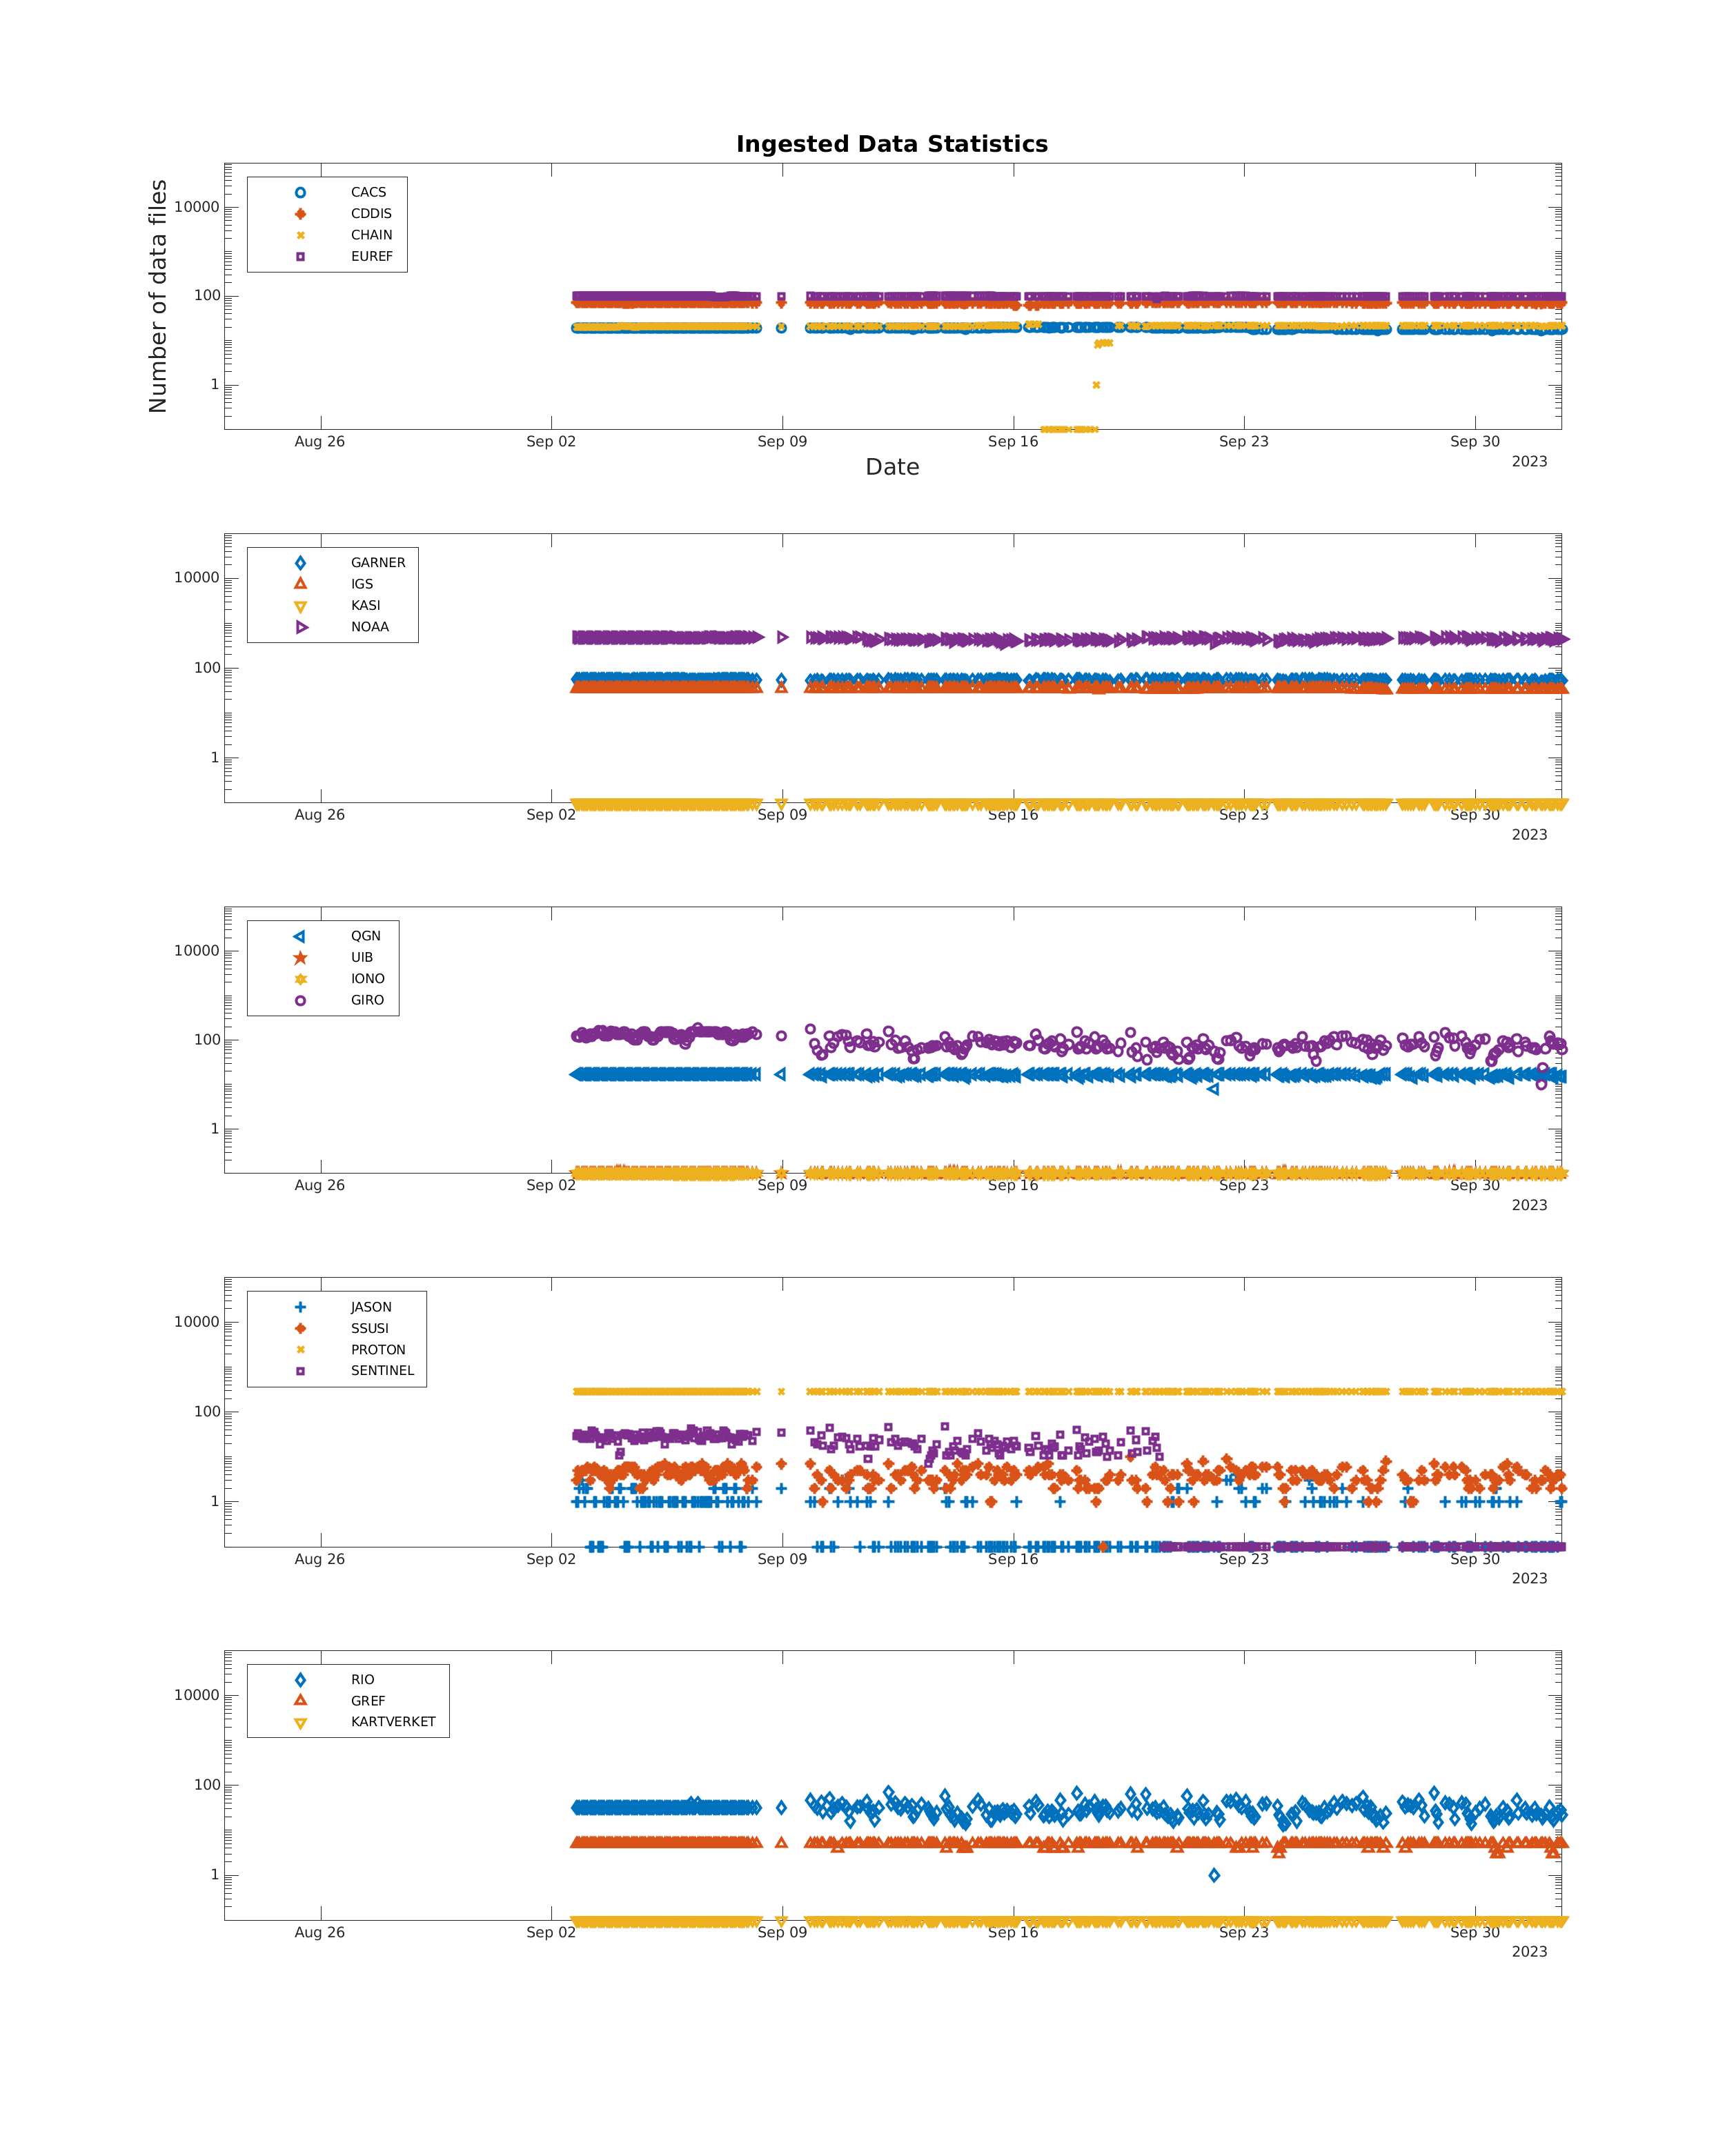 Ingested Data Statistics
Number of data files
10000
100
1
CACS
CDDIS
CHAIN
EUREF
Aug 26 Sep 02 Sep 09 Sep 16 Sep 23 Sep 30
2023
Date
10000
100
1
GARNER
IGS
KASI
NOAA
Aug 26 Sep 02 Sep 09 Sep 16 Sep 23 Sep 30
2023
10000
100
1
QGN
UIB
IONO
GIRO
Aug 26 Sep 02 Sep 09 Sep 16 Sep 23 Sep 30
2023
10000
100
1
JASON
SSUSI
PROTON
SENTINEL
Aug 26 Sep 02 Sep 09 Sep 16 Sep 23 Sep 30
2023
10000
100
1
RIO
GREF
KARTVERKET
Aug 26 Sep 02 Sep 09 Sep 16 Sep 23 Sep 30
2023